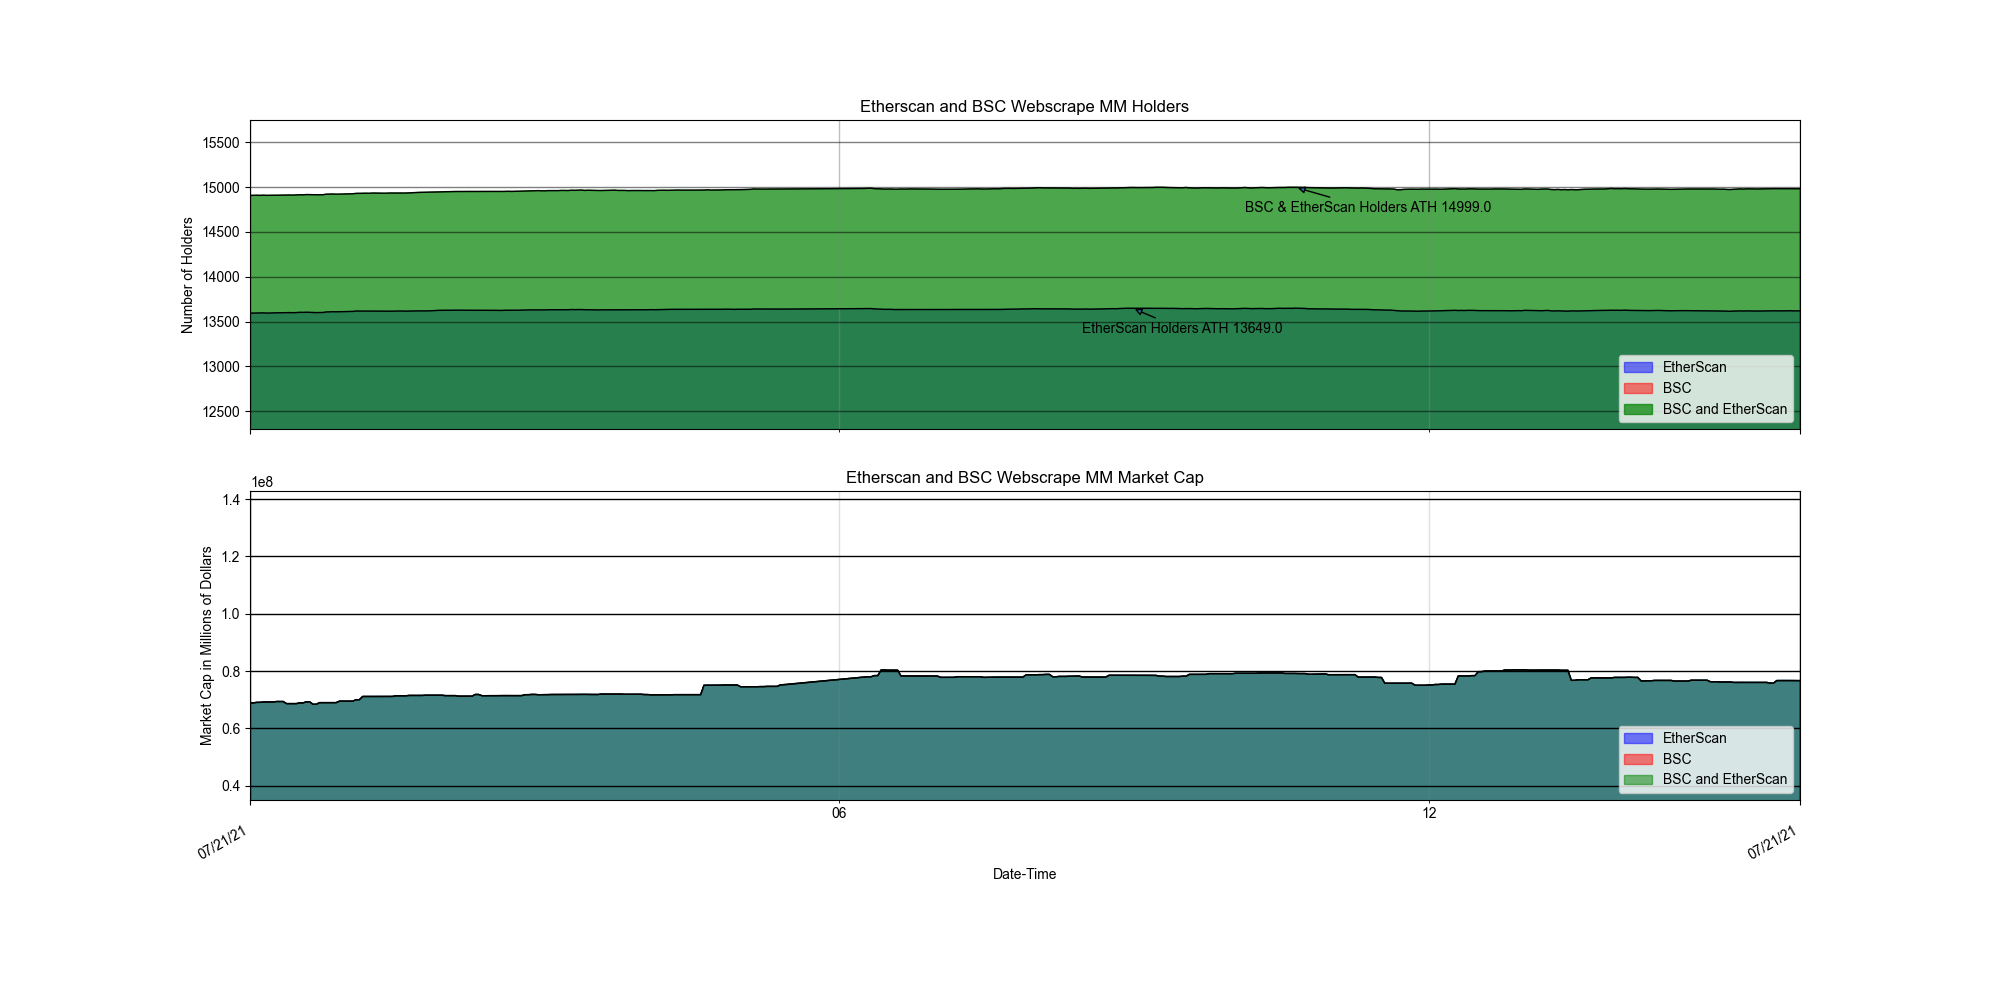 Etherscan and BSC Webscrape MM Holders
Number of Holders
15500
15000
14500
14000
13500
13000
12500
BSC & EtherScan Holders ATH 14999.0
EtherScan Holders ATH 13649.0
EtherScan
BSC
BSC and EtherScan
Etherscan and BSC Webscrape MM Market Cap
1e8
Market Cap in Millions of Dollars
1.4
1.2
1.0
0.8
0.6
0.4
EtherScan
BSC
BSC and EtherScan
07/21/21
06
12
07/21/21
Date-Time